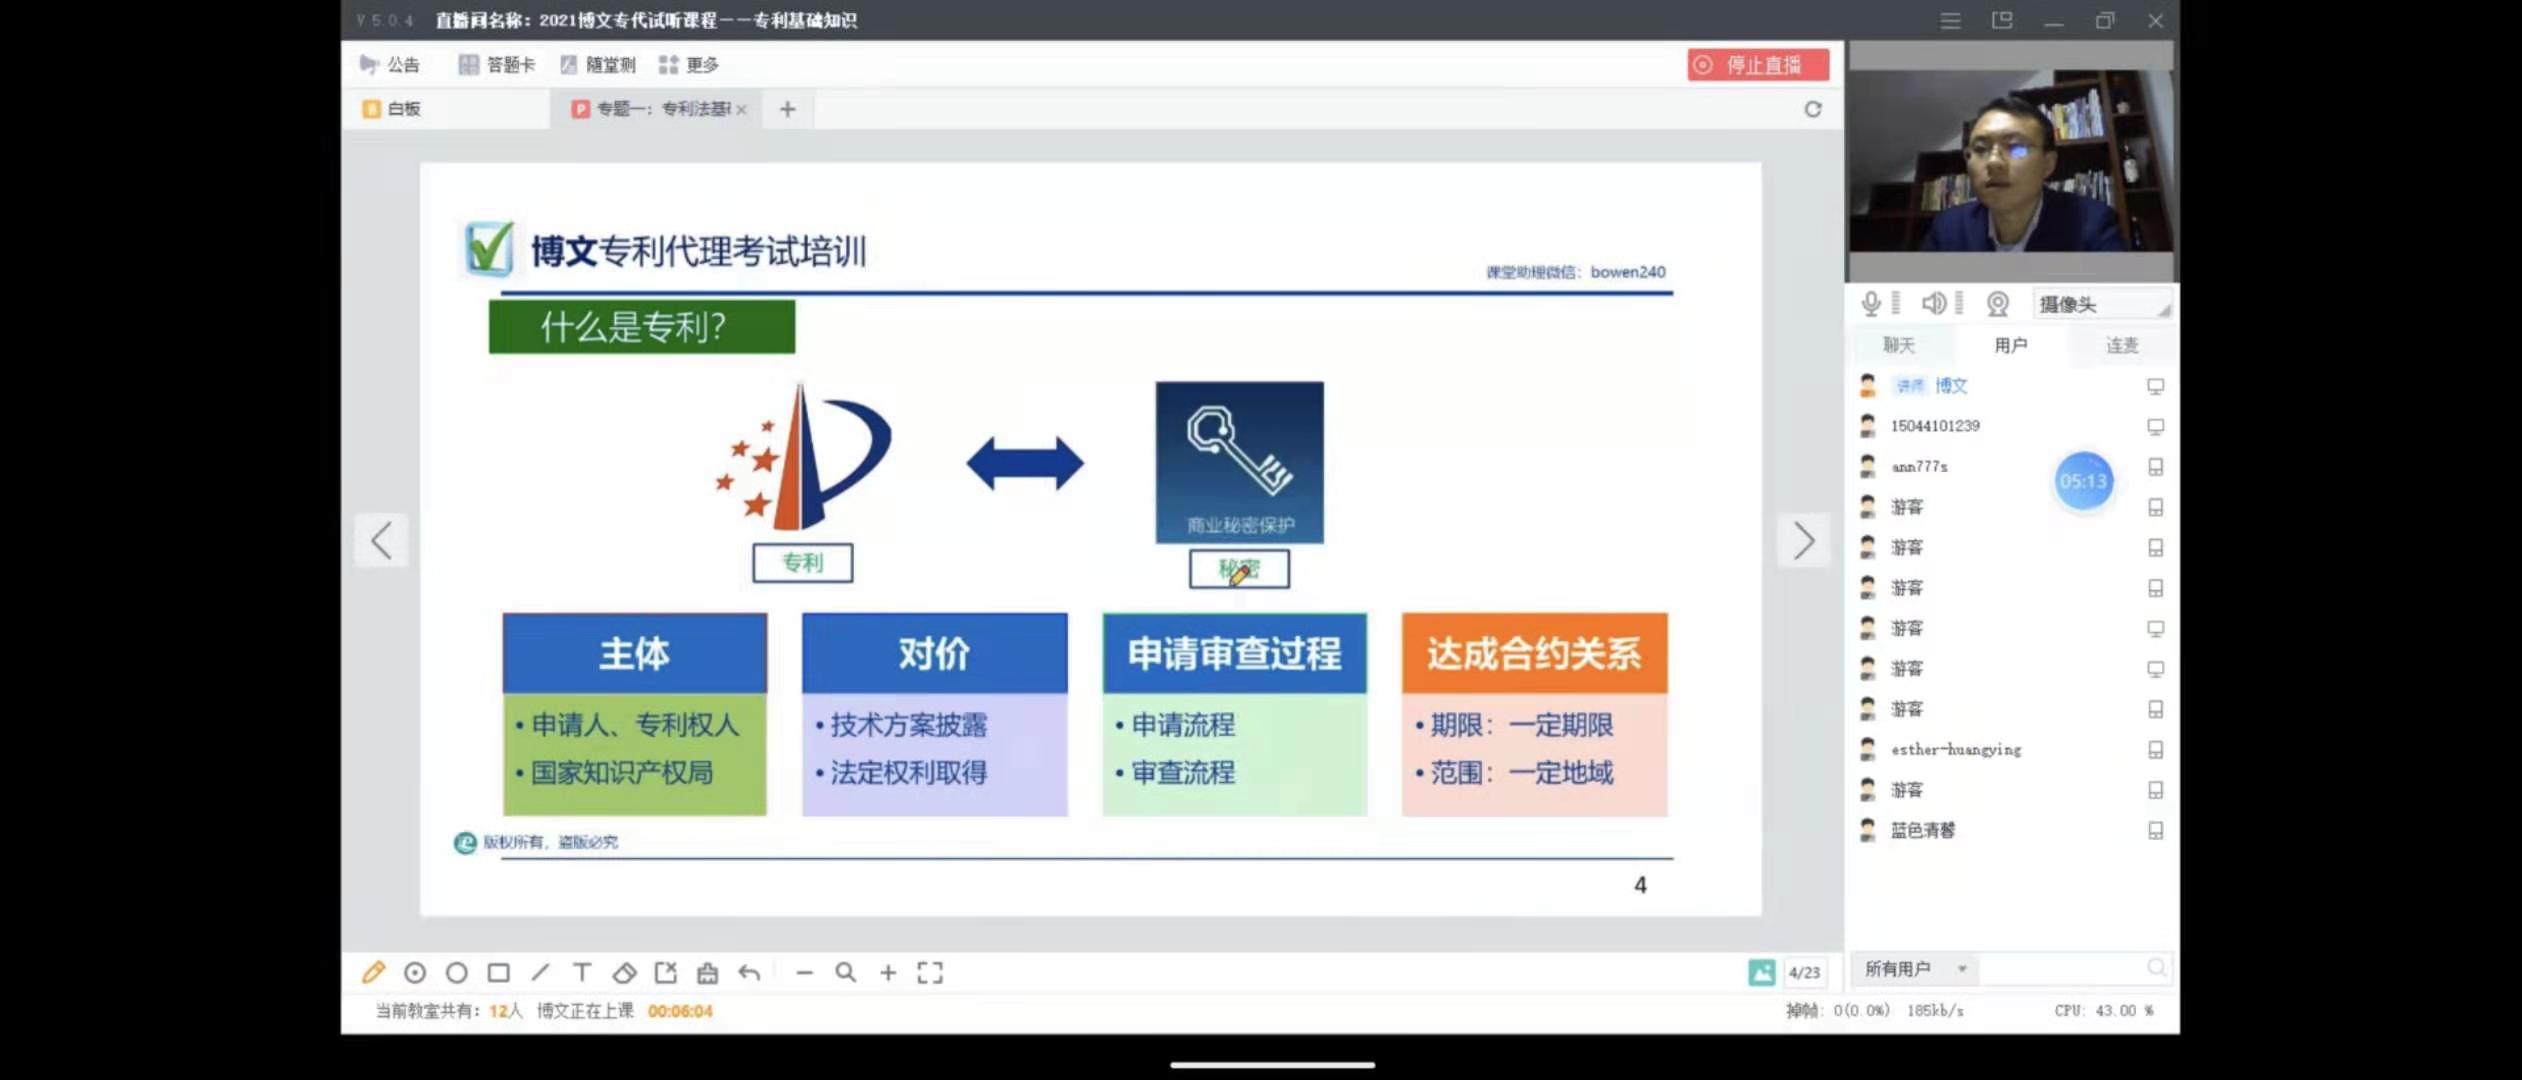 V 5.0.4 直播间名称：2021博文专代试听课程——专利基础知识
公告 答题卡 随堂测 更多
停止直播
白板
专题一：专利法基
博文专利代理考试培训
课堂助理微信：bowen240
什么是专利？
商业秘密保护
专利
秘密
主体
• 申请人、专利权人
• 国家知识产权局
对价
• 技术方案披露
• 法定权利取得
申请审查过程
• 申请流程
• 审查流程
达成合约关系
• 期限：一定期限
• 范围：一定地域
版权所有，盗版必究
4
4/23
当前教室共有：12人 博文正在上课 00:06:04
摄像头
聊天 用户 连麦
讲师 博文
15044101239
ann777s
05:13
游客
游客
游客
游客
游客
游客
esther-huangying
游客
蓝色清馨
所有用户
掉帧：0(0.0%) 185kb/s CPU: 43.00 %